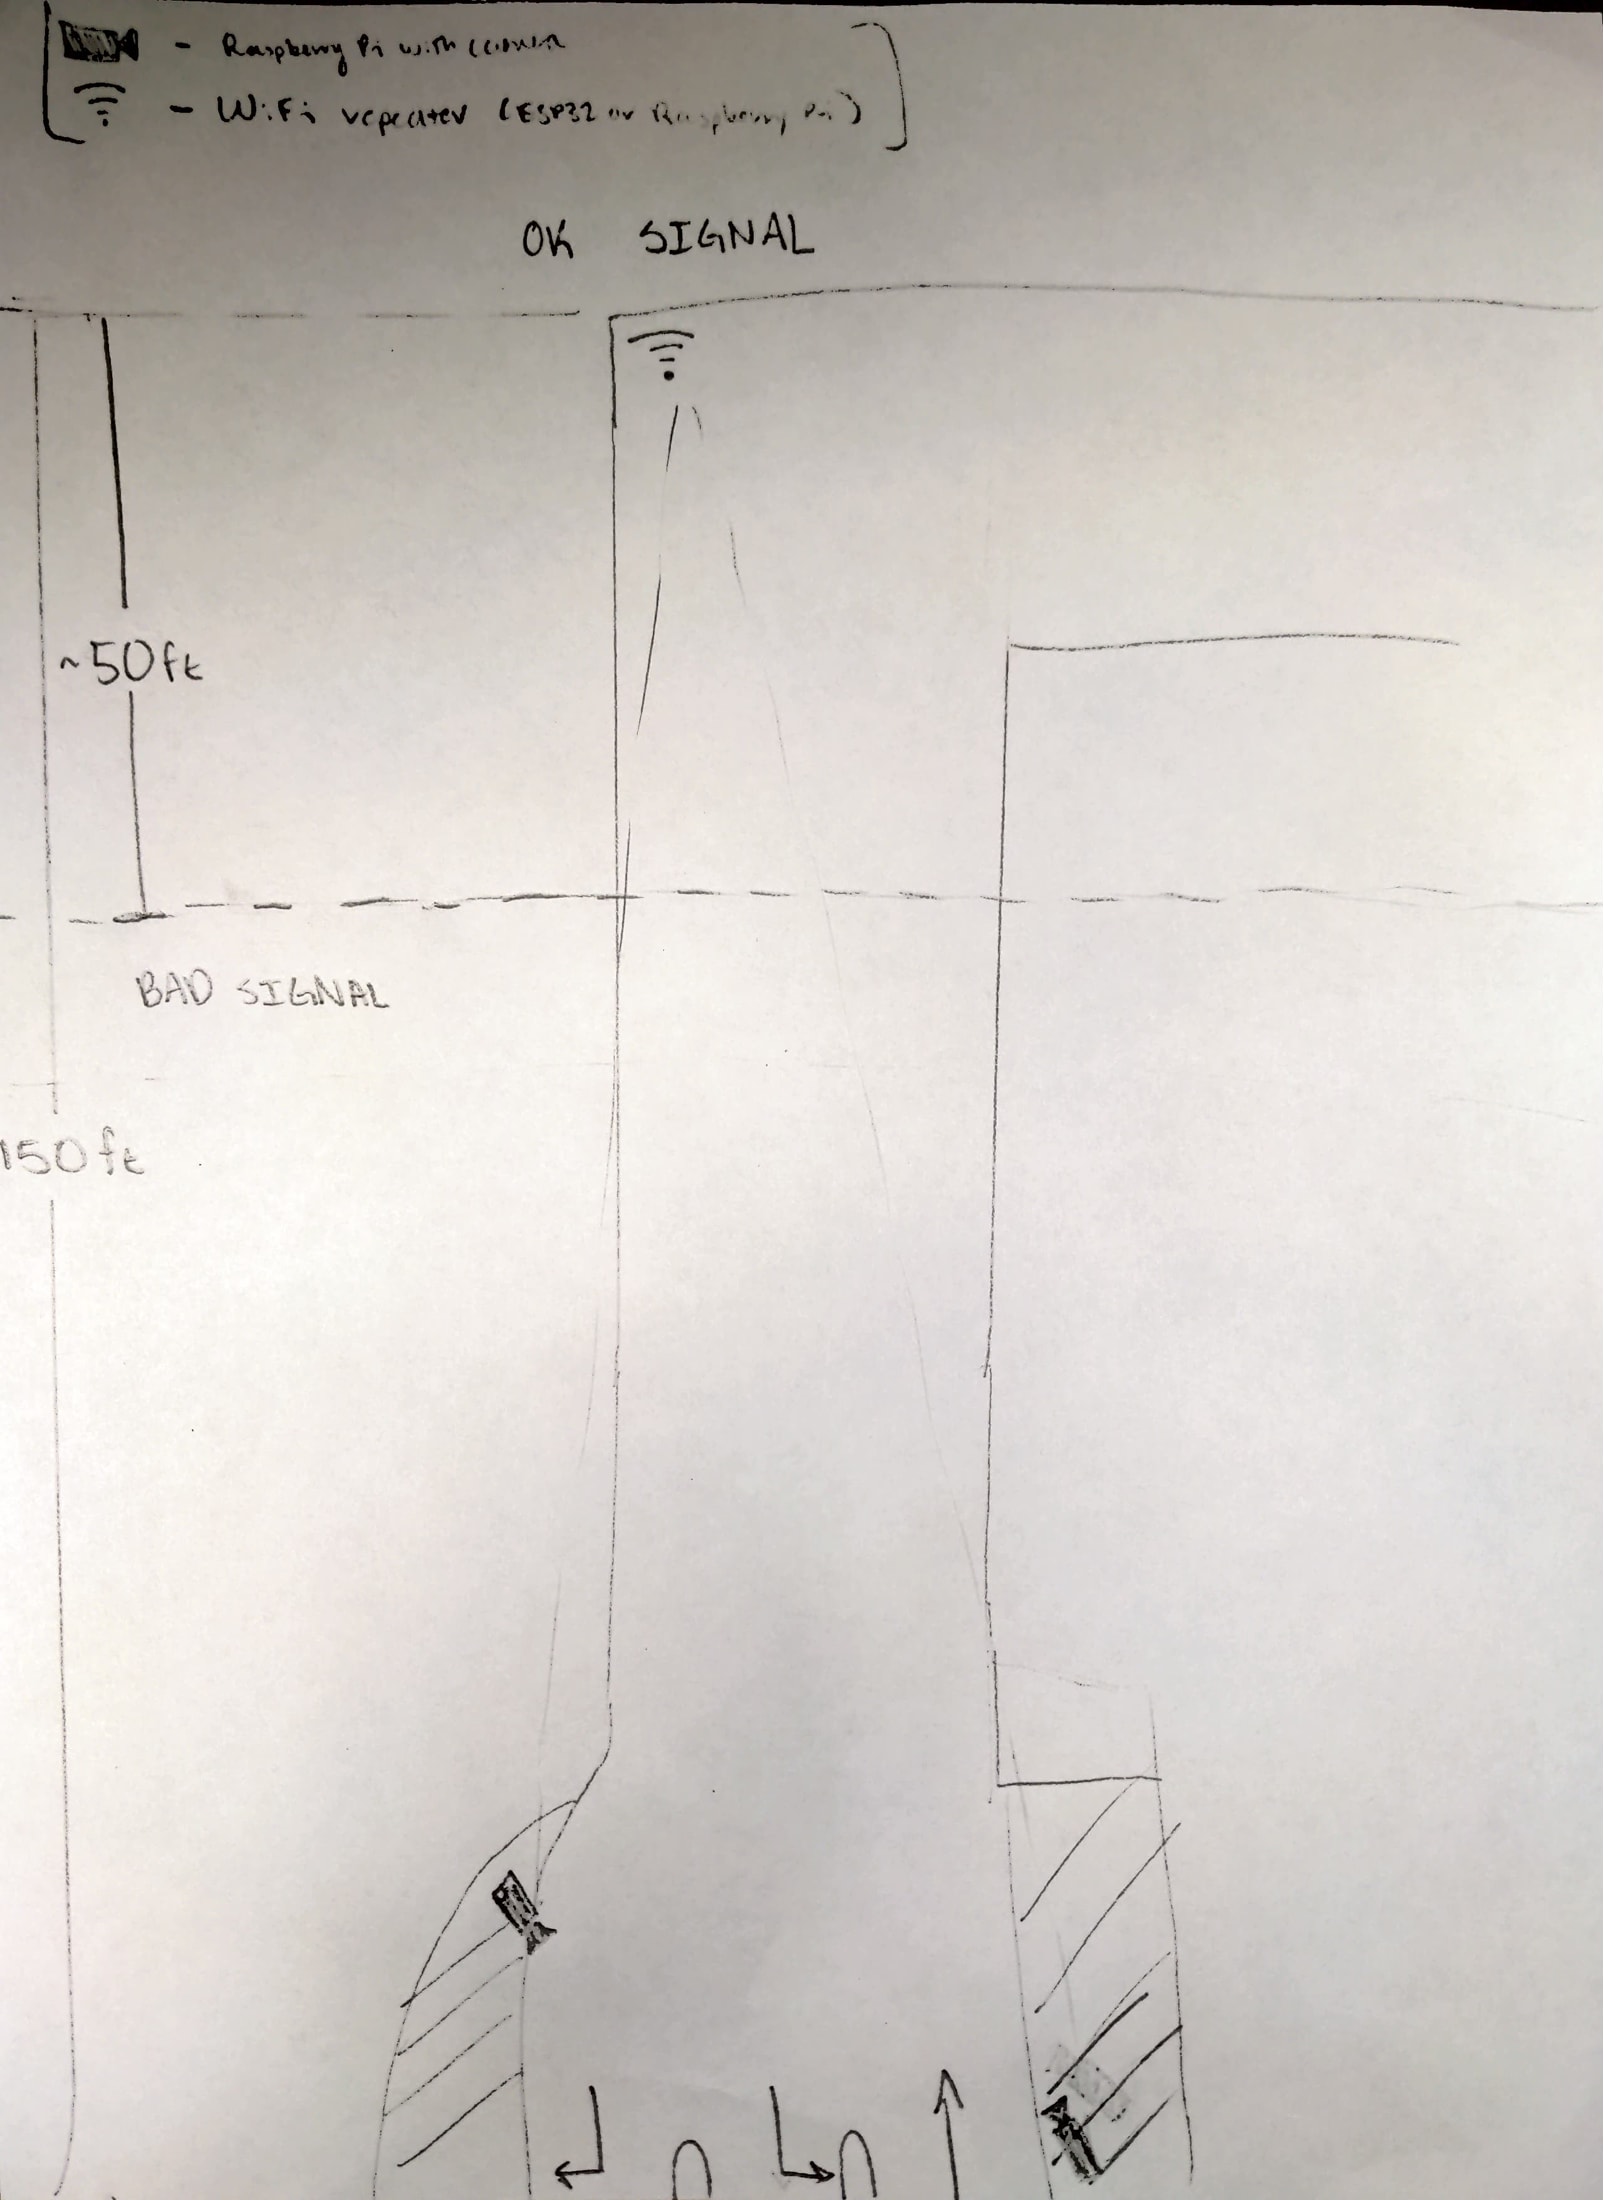 - Raspberry Pi with camera
- WiFi repeater (ESP32 or Raspberry Pi)
OK SIGNAL
~50ft
BAD SIGNAL
150ft